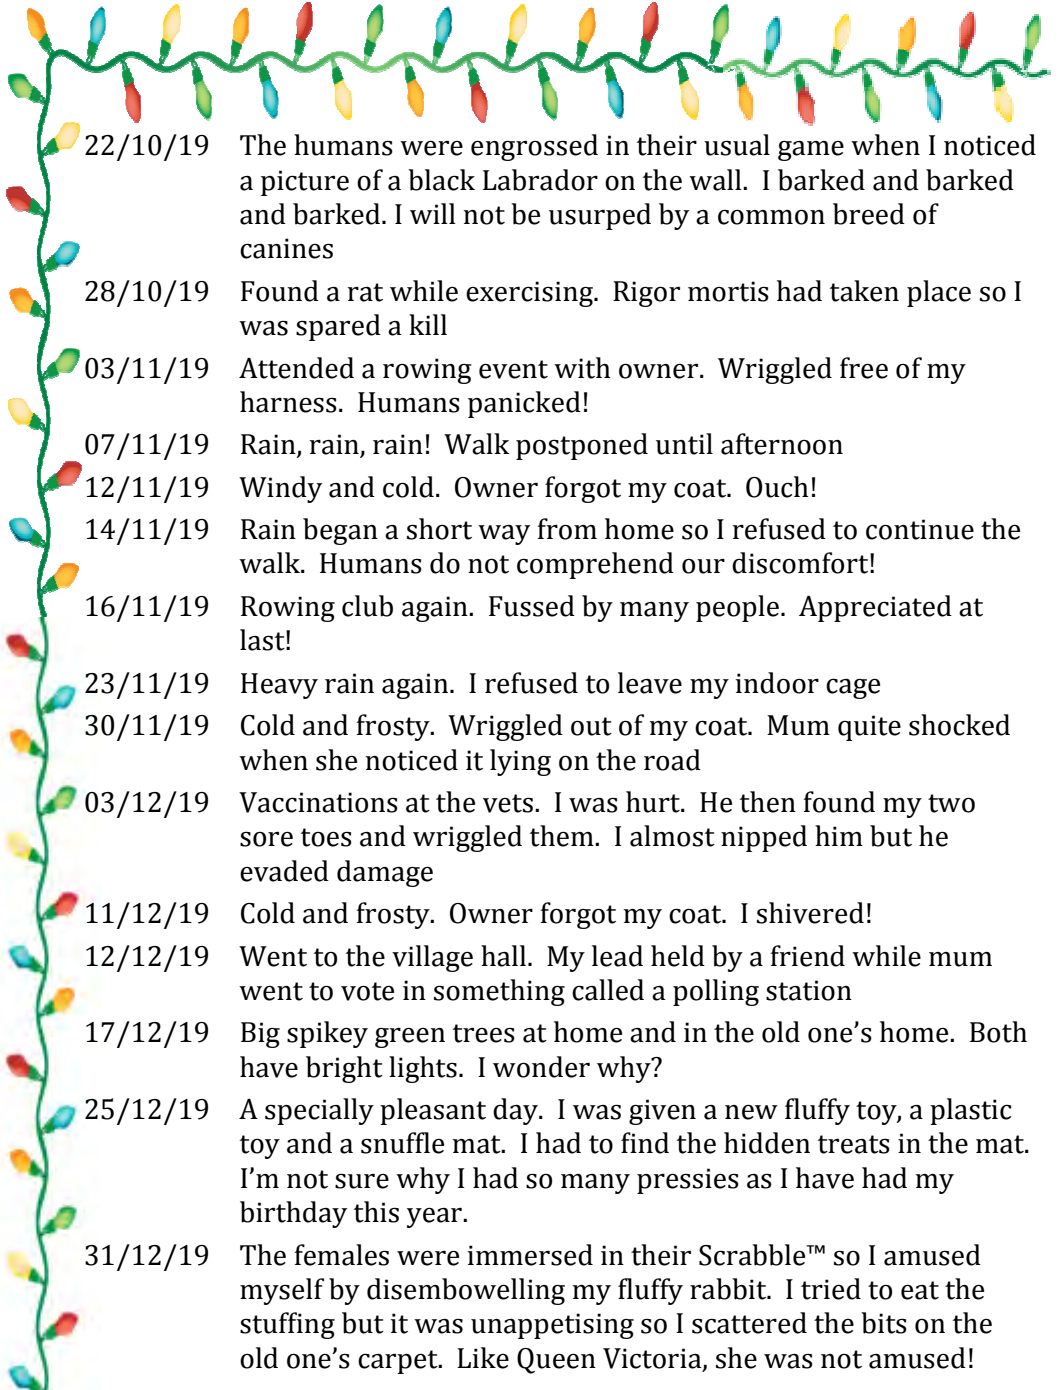 22/10/19 The humans were engrossed in their usual game when I noticed
a picture of a black Labrador on the wall. I barked and barked
and barked. I will not be usurped by a common breed of
canines
28/10/19 Found a rat while exercising. Rigor mortis had taken place so I
was spared a kill
03/11/19 Attended a rowing event with owner. Wriggled free of my
harness. Humans panicked!
07/11/19 Rain, rain, rain! Walk postponed until afternoon
12/11/19 Windy and cold. Owner forgot my coat. Ouch!
14/11/19 Rain began a short way from home so I refused to continue the
walk. Humans do not comprehend our discomfort!
16/11/19 Rowing club again. Fussed by many people. Appreciated at
last!
23/11/19 Heavy rain again. I refused to leave my indoor cage
30/11/19 Cold and frosty. Wriggled out of my coat. Mum quite shocked
when she noticed it lying on the road
03/12/19 Vaccinations at the vets. I was hurt. He then found my two
sore toes and wriggled them. I almost nipped him but he
evaded damage
11/12/19 Cold and frosty. Owner forgot my coat. I shivered!
12/12/19 Went to the village hall. My lead held by a friend while mum
went to vote in something called a polling station
17/12/19 Big spikey green trees at home and in the old one’s home. Both
have bright lights. I wonder why?
25/12/19 A specially pleasant day. I was given a new fluffy toy, a plastic
toy and a snuffle mat. I had to find the hidden treats in the mat.
I’m not sure why I had so many pressies as I have had my
birthday this year.
31/12/19 The females were immersed in their Scrabble™ so I amused
myself by disembowelling my fluffy rabbit. I tried to eat the
stuffing but it was unappetising so I scattered the bits on the
old one’s carpet. Like Queen Victoria, she was not amused!